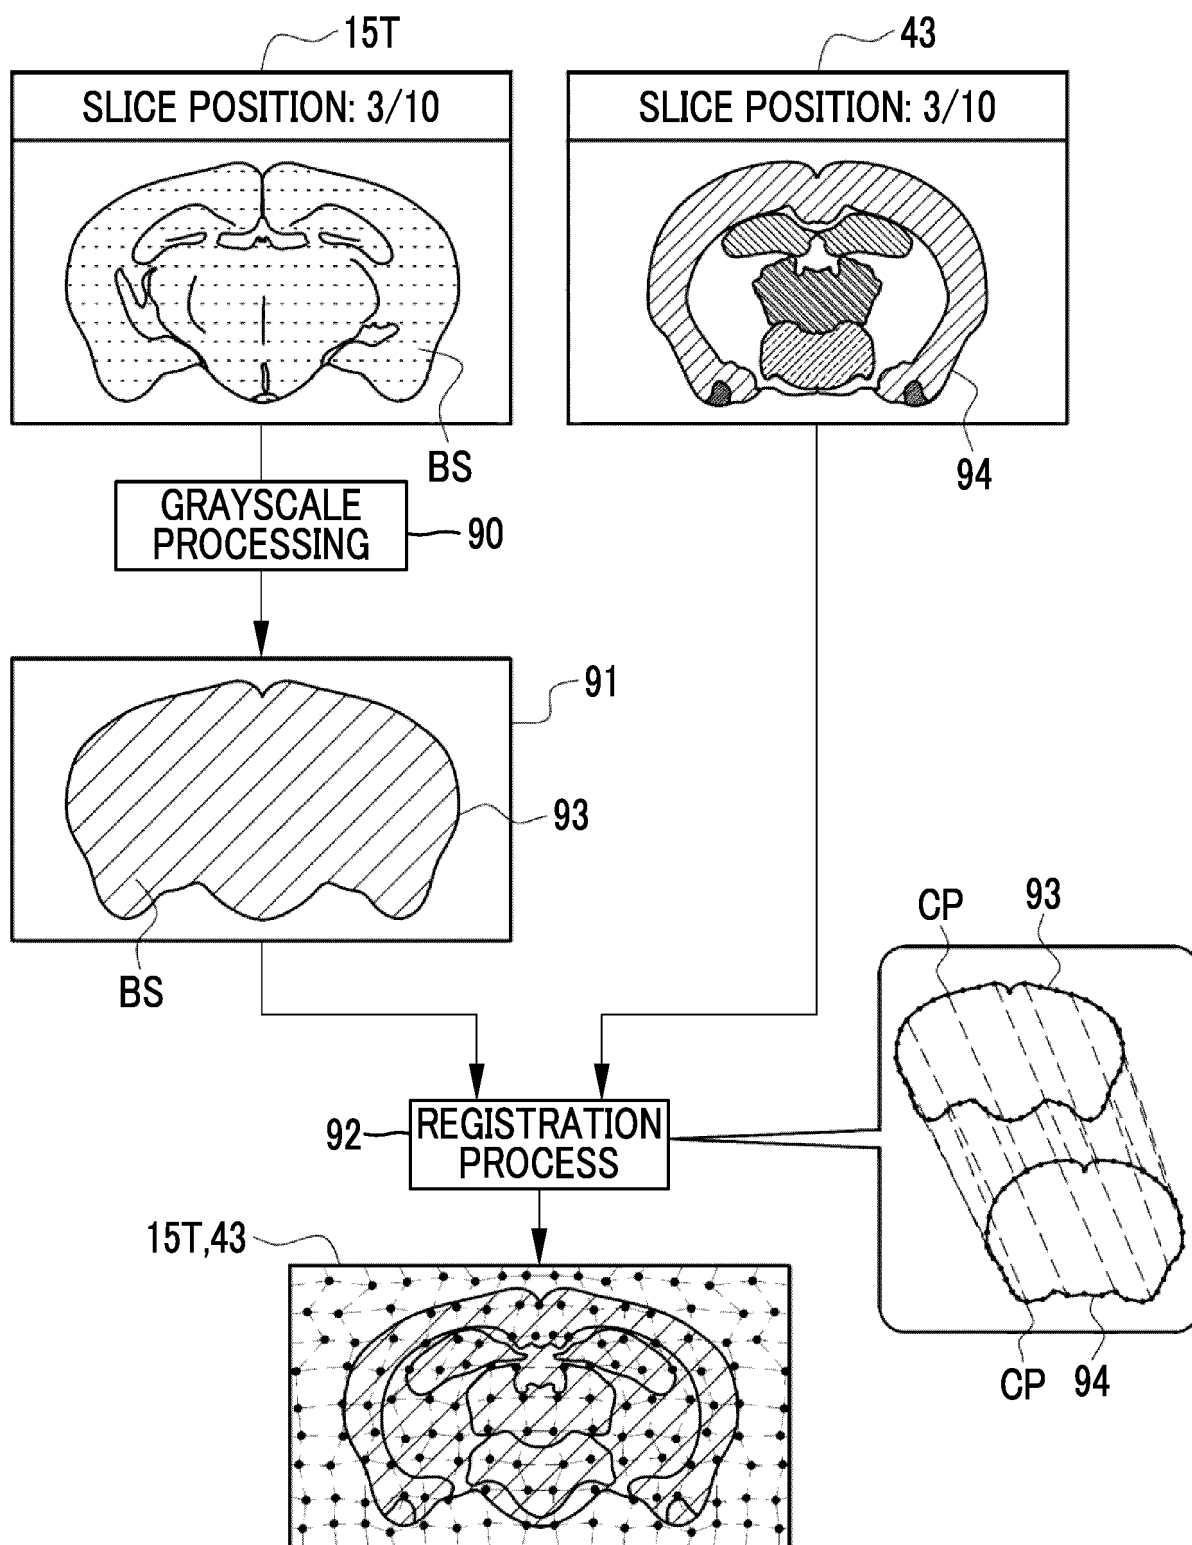 15T
43
SLICE POSITION: 3/10
SLICE POSITION: 3/10
BS
94
GRAYSCALE
PROCESSING
90
91
93
BS
CP
93
92
REGISTRATION
PROCESS
15T,43
CP
94